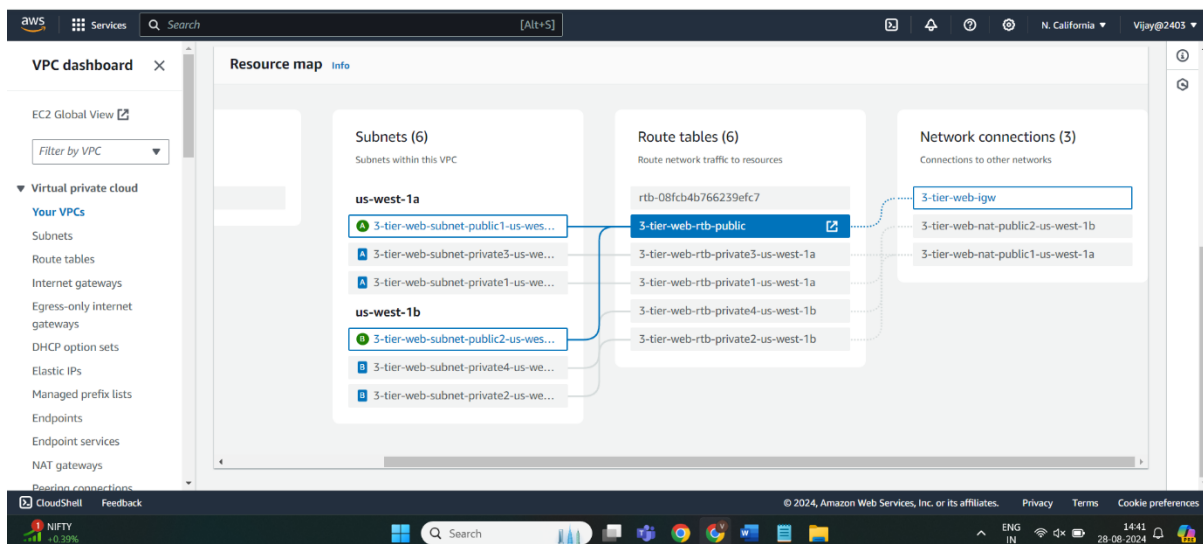 aws
Services
Search
[Alt+S]
N. California
Vijay@2403
VPC dashboard
EC2 Global View
Filter by VPC
Virtual private cloud
Your VPCs
Subnets
Route tables
Internet gateways
Egress-only internet
gateways
DHCP option sets
Elastic IPs
Managed prefix lists
Endpoints
Endpoint services
NAT gateways
Peering connections
Resource map Info
Subnets (6)
Subnets within this VPC
us-west-1a
A 3-tier-web-subnet-public1-us-wes...
A 3-tier-web-subnet-private3-us-we...
A 3-tier-web-subnet-private1-us-we...
us-west-1b
B 3-tier-web-subnet-public2-us-wes...
B 3-tier-web-subnet-private4-us-we...
B 3-tier-web-subnet-private2-us-we...
Route tables (6)
Route network traffic to resources
rtb-08fcb4b766239efc7
3-tier-web-rtb-public
3-tier-web-rtb-private3-us-west-1a
3-tier-web-rtb-private1-us-west-1a
3-tier-web-rtb-private4-us-west-1b
3-tier-web-rtb-private2-us-west-1b
Network connections (3)
Connections to other networks
3-tier-web-igw
3-tier-web-nat-public2-us-west-1b
3-tier-web-nat-public1-us-west-1a
CloudShell Feedback
© 2024, Amazon Web Services, Inc. or its affiliates. Privacy Terms Cookie preferences
1
NIFTY
+0.39%
Search
ENG
IN
14:41
28-08-2024